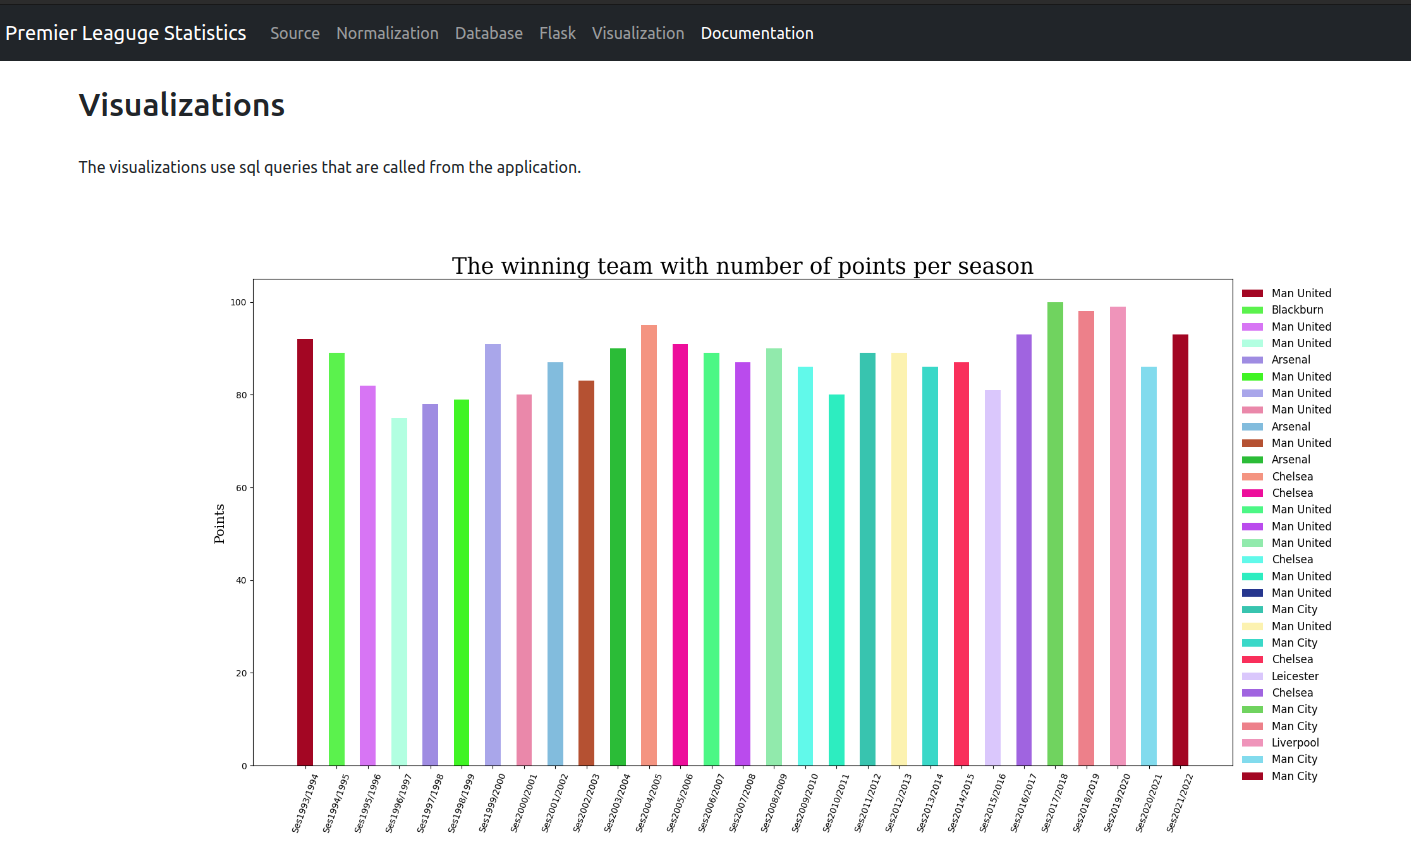 Premier Leaguge Statistics Source Normalization Database Flask Visualization Documentation
Visualizations
The visualizations use sql queries that are called from the application.
The winning team with number of points per season
Points
100
80
60
40
20
0
Ses1993/1994
Ses1994/1995
Ses1995/1996
Ses1996/1997
Ses1997/1998
Ses1998/1999
Ses1999/2000
Ses2000/2001
Ses2001/2002
Ses2002/2003
Ses2003/2004
Ses2004/2005
Ses2005/2006
Ses2006/2007
Ses2007/2008
Ses2008/2009
Ses2009/2010
Ses2010/2011
Ses2011/2012
Ses2012/2013
Ses2013/2014
Ses2014/2015
Ses2015/2016
Ses2016/2017
Ses2017/2018
Ses2018/2019
Ses2019/2020
Ses2020/2021
Ses2021/2022
Man United
Blackburn
Man United
Man United
Arsenal
Man United
Man United
Man United
Arsenal
Man United
Arsenal
Chelsea
Chelsea
Man United
Man United
Man United
Chelsea
Man United
Man United
Man City
Man United
Man City
Chelsea
Leicester
Chelsea
Man City
Man City
Liverpool
Man City
Man City